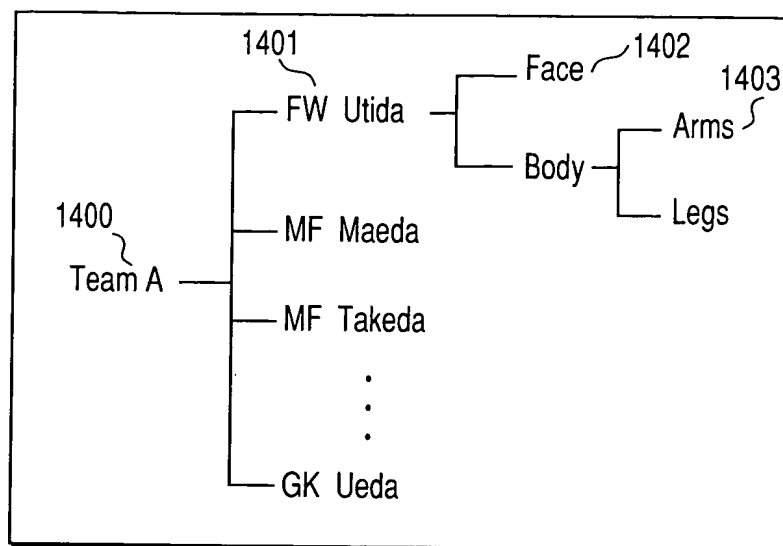 1401
1402
Face
1403
FW Utida
Arms
Body
1400
Legs
MF Maeda
Team A
MF Takeda
GK Ueda